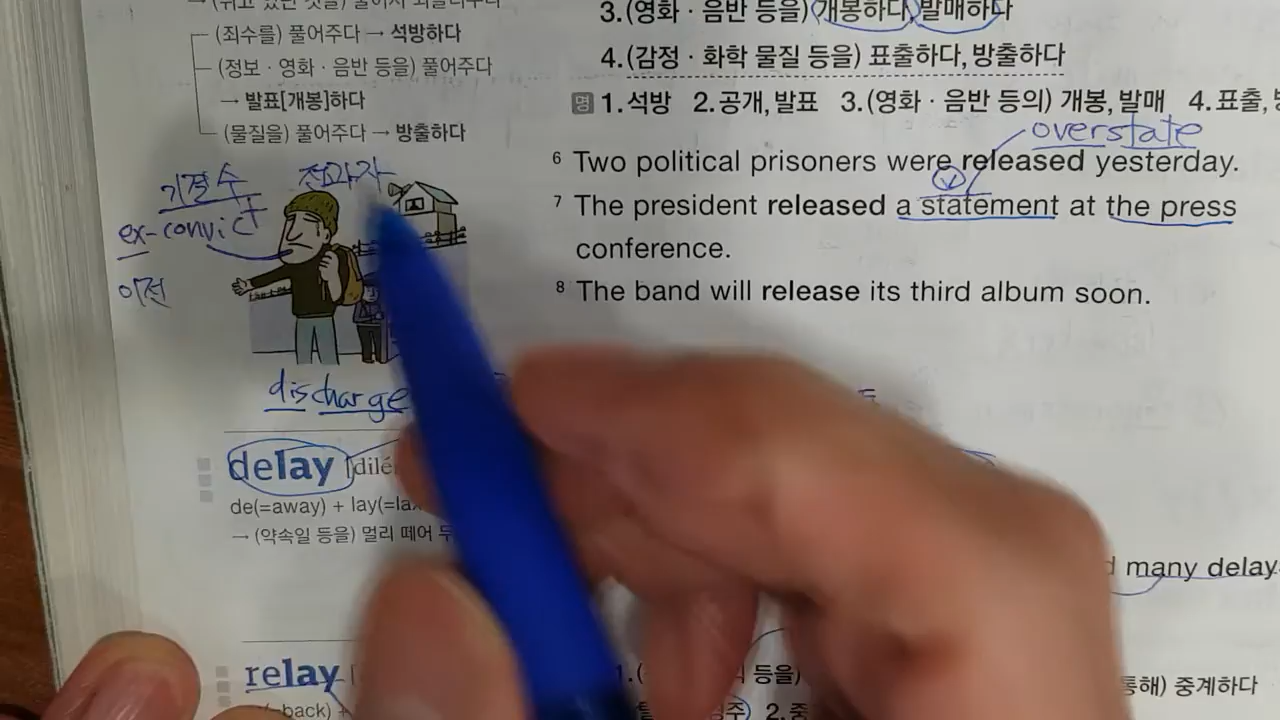 (죄수를) 풀어주다 → 석방하다
(정보 · 영화 · 음반 등을) 풀어주다
→ 발표[개봉]하다
(물질을) 풀어주다 → 방출하다
기결수
전과자
ex-convict
이전
discharge
delay
de(=away) + lay
→ (약속일 등을) 멀리 떼어
relay
3.(영화 · 음반 등을) 개봉하다, 발매하다
4.(감정 · 화학 물질 등을) 표출하다, 방출하다
명 1.석방 2.공개, 발표 3.(영화 · 음반 등의) 개봉, 발매 4.표출,
overstate
6 Two political prisoners were released yesterday.
7 The president released a statement at the press
conference.
8 The band will release its third album soon.
many delay
등을)
통해) 중계하다
2.중